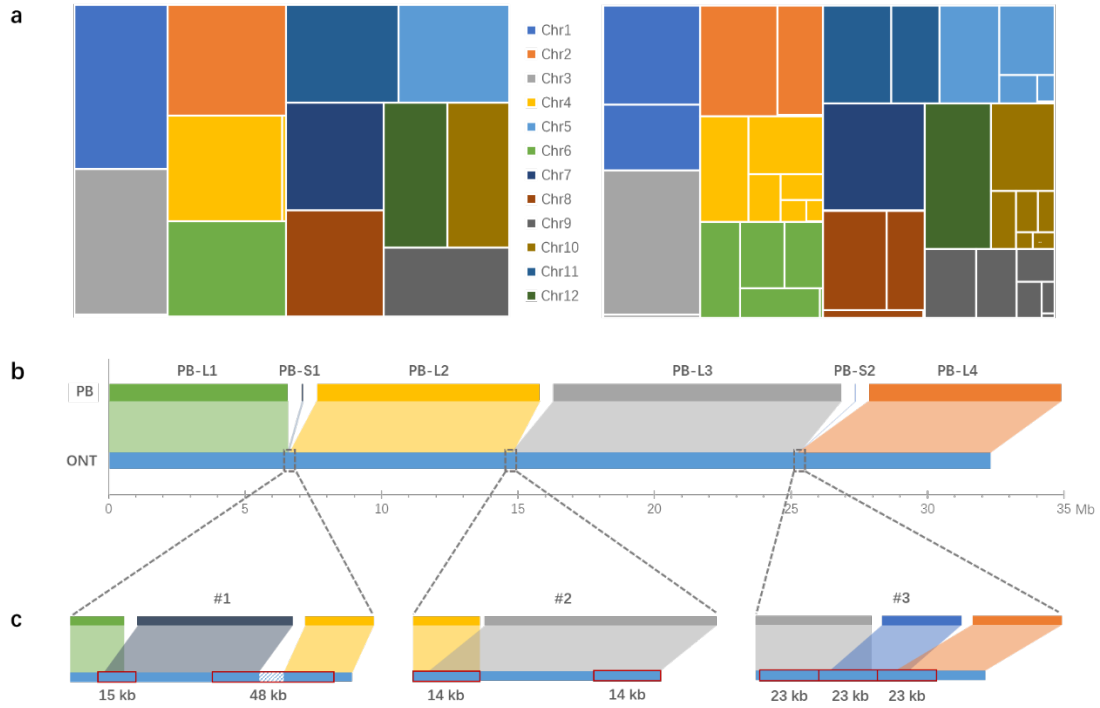 a
Chr1
Chr2
Chr3
Chr4
Chr5
Chr6
Chr7
Chr8
Chr9
Chr10
Chr11
Chr12
b
PB-L1 PB-S1 PB-L2 PB-L3 PB-S2 PB-L4
PB
ONT
0 5 10 15 20 25 30 35 Mb
#1 #2 #3
c
15 kb 48 kb 14 kb 14 kb 23 kb 23 kb 23 kb